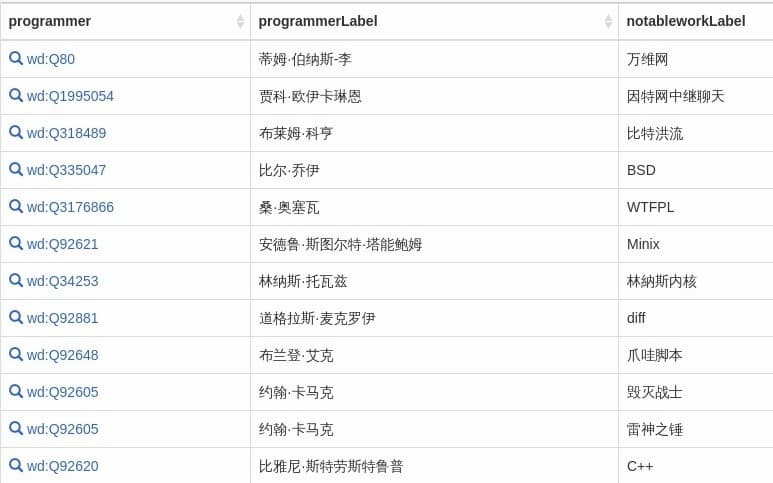 programmer programmerLabel notableworkLabel
wd:Q80 蒂姆·伯纳斯-李 万维网
wd:Q1995054 贾科·欧伊卡琳恩 因特网中继聊天
wd:Q318489 布莱姆·科亨 比特洪流
wd:Q335047 比尔·乔伊 BSD
wd:Q3176866 桑·奥塞瓦 WTFPL
wd:Q92621 安德鲁·斯图尔特·塔能鲍姆 Minix
wd:Q34253 林纳斯·托瓦兹 林納斯内核
wd:Q92881 道格拉斯·麦克罗伊 diff
wd:Q92648 布兰登·艾克 爪哇脚本
wd:Q92605 约翰·卡马克 毁灭战士
wd:Q92605 约翰·卡马克 雷神之锤
wd:Q92620 比雅尼·斯特劳斯特鲁普 C++